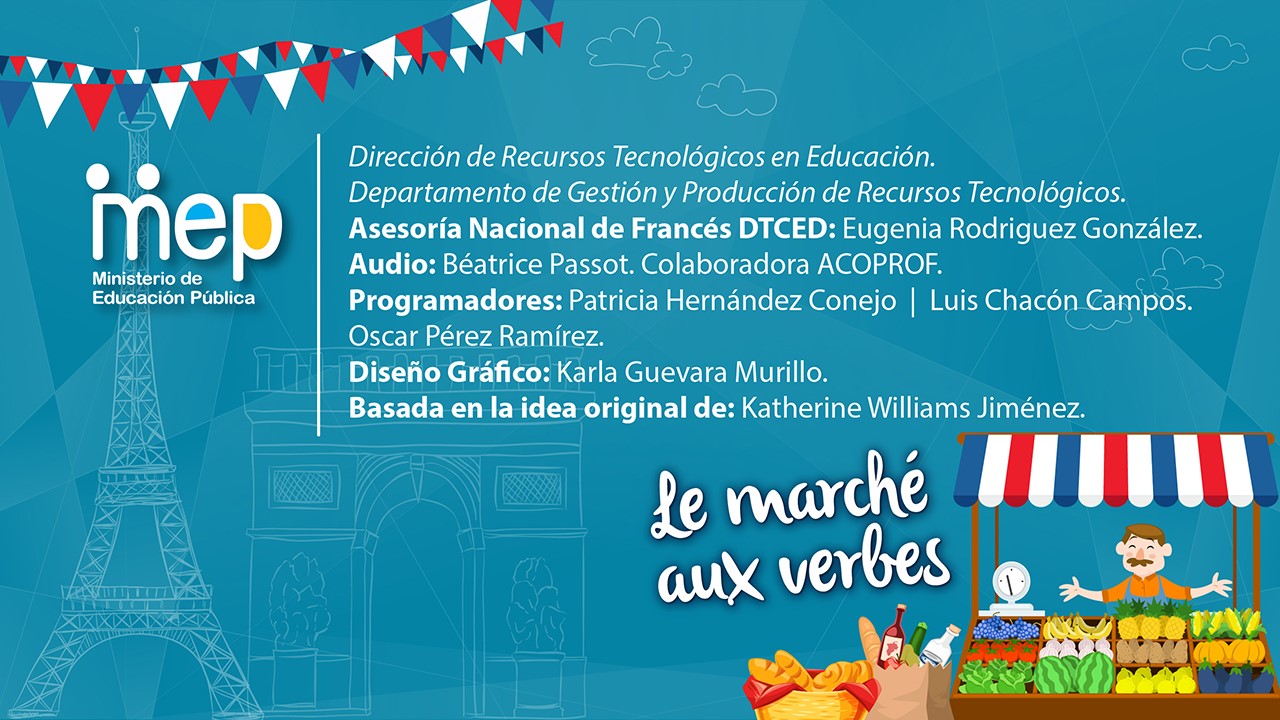 mep
Ministerio de
Educación Pública
Dirección de Recursos Tecnológicos en Educación.
Departamento de Gestión y Producción de Recursos Tecnológicos.
Asesoría Nacional de Francés DTCED: Eugenia Rodriguez González.
Audio: Béatrice Passot. Colaboradora ACOPROF.
Programadores: Patricia Hernández Conejo | Luis Chacón Campos.
Oscar Pérez Ramírez.
Diseño Gráfico: Karla Guevara Murillo.
Basada en la idea original de: Katherine Williams Jiménez.
Le marché
aux verbes